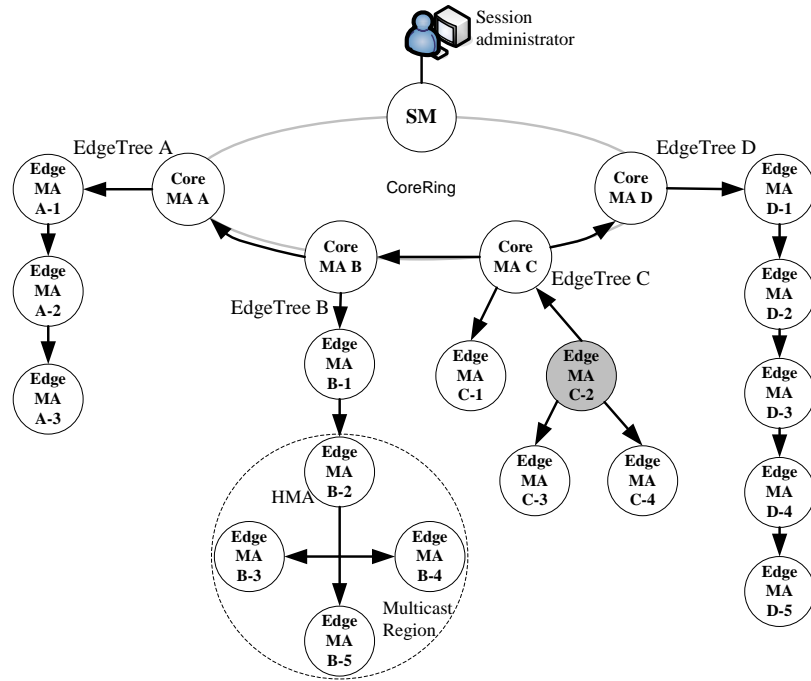 Session
administrator
SM
EdgeTree A
EdgeTree D
Edge
MA
A-1
Core
MA A
CoreRing
Core
MA D
Edge
MA
D-1
Core
MA B
Core
MA C
EdgeTree B
EdgeTree C
Edge
MA
A-2
Edge
MA
D-2
Edge
MA
B-1
Edge
MA
C-1
Edge
MA
C-2
Edge
MA
A-3
Edge
MA
D-3
Edge
MA
B-2
HMA
Edge
MA
C-3
Edge
MA
C-4
Edge
MA
D-4
Edge
MA
B-3
Edge
MA
B-4
Edge
MA
B-5
Multicast
Region
Edge
MA
D-5